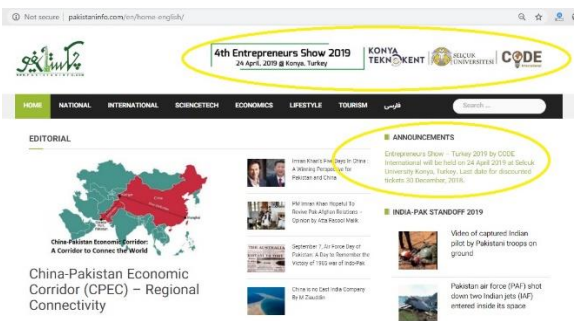 Not secure | pakistaninfo.com/en/home-english/
4th Entrepreneurs Show 2019
24 April, 2019 @ Konya, Turkey
KONYA
TEKNOKENT
SELÇUK
ÜNİVERSİTESİ
CODE
HOME NATIONAL INTERNATIONAL SCIENCETECH ECONOMICS LIFESTYLE TOURISM فارسی Search ...
EDITORIAL
China-Pakistan Economic Corridor:
A Corridor to Connect the World
China-Pakistan Economic
Corridor (CPEC) – Regional
Connectivity
Imran Khan's Five Days In China :
A Winning Perspective for
Pakistan and China
PM Imran Khan Hopeful To
Revive Pak-Afghan Relations –
Opinion by Atta Rasool Malik
THE AUSTRALIA
September 7, Air Force Day of
Pakistan: A Day to Remember the
Victory of 1965 war of Indo-Pak
China is no East India Company
By M Ziauddin
ANNOUNCEMENTS
Entrepreneurs Show – Turkey 2019 by CODE
International will be held on 24 April 2019 at Selcuk
University Konya, Turkey. Last date for discounted
tickets 30 December, 2018.
INDIA-PAK STANDOFF 2019
Video of captured Indian
pilot by Pakistani troops on
ground
Pakistan air force (PAF) shot
down two Indian jets (IAF)
entered inside its space